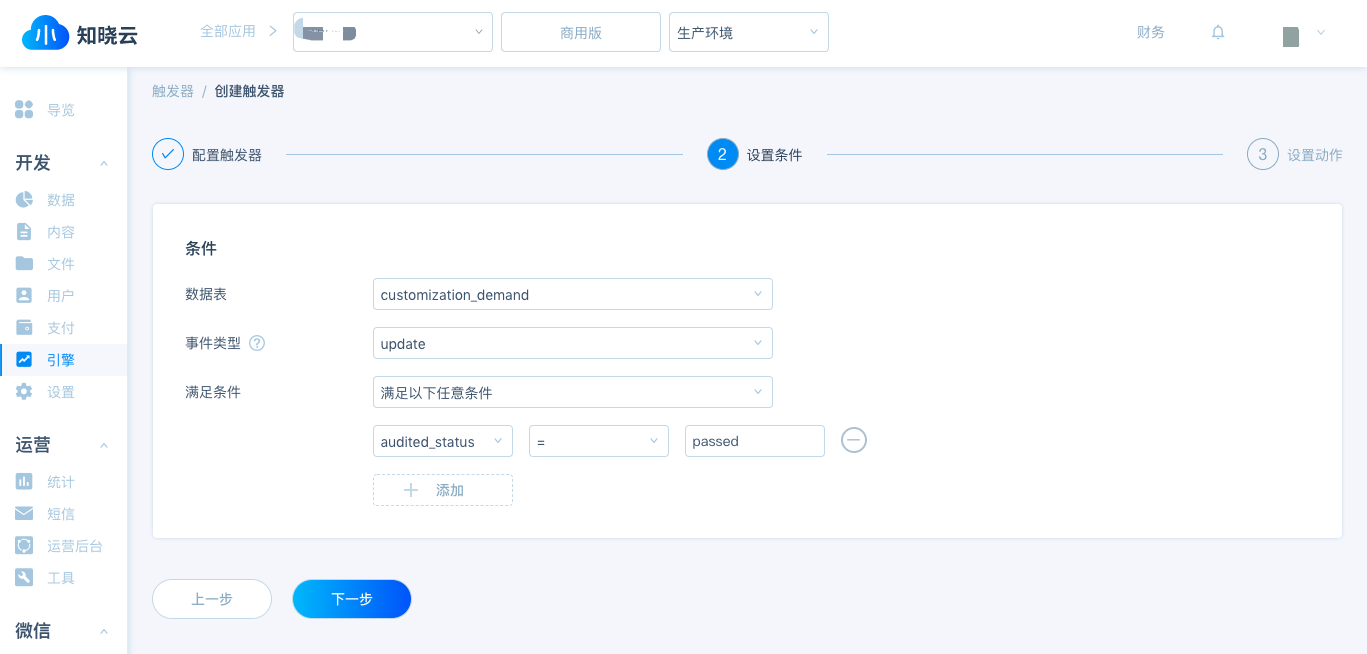 知晓云
全部应用
商用版
生产环境
财务
导览
开发
数据
内容
文件
用户
支付
引擎
设置
运营
统计
短信
运营后台
工具
微信
触发器 / 创建触发器
配置触发器
2 设置条件
3 设置动作
条件
数据表 customization_demand
事件类型 ? update
满足条件 满足以下任意条件
audited_status = passed
添加
上一步 下一步